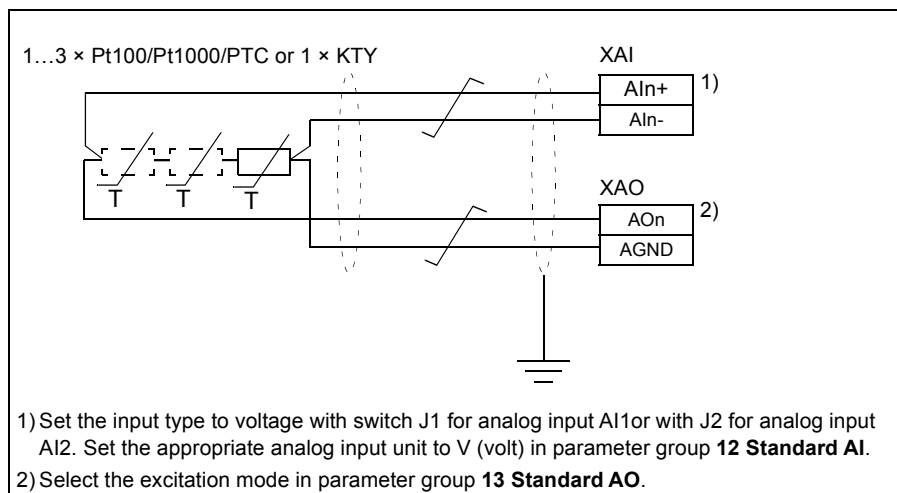 1…3 × Pt100/Pt1000/PTC or 1 × KTY
XAI
AIn+ 1)
AIn-
T T T
XAO
AOn 2)
AGND
1) Set the input type to voltage with switch J1 for analog input AI1or with J2 for analog input
AI2. Set the appropriate analog input unit to V (volt) in parameter group 12 Standard AI.
2) Select the excitation mode in parameter group 13 Standard AO.